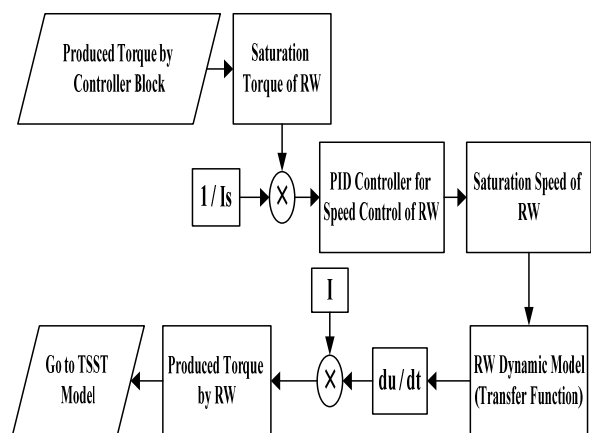 Produced Torque by
Controller Block
Saturation
Torque of RW
1 / Is
×
PID Controller for
Speed Control of RW
Saturation Speed of
RW
I
Go to TSST
Model
Produced Torque
by RW
×
du / dt
RW Dynamic Model
(Transfer Function)